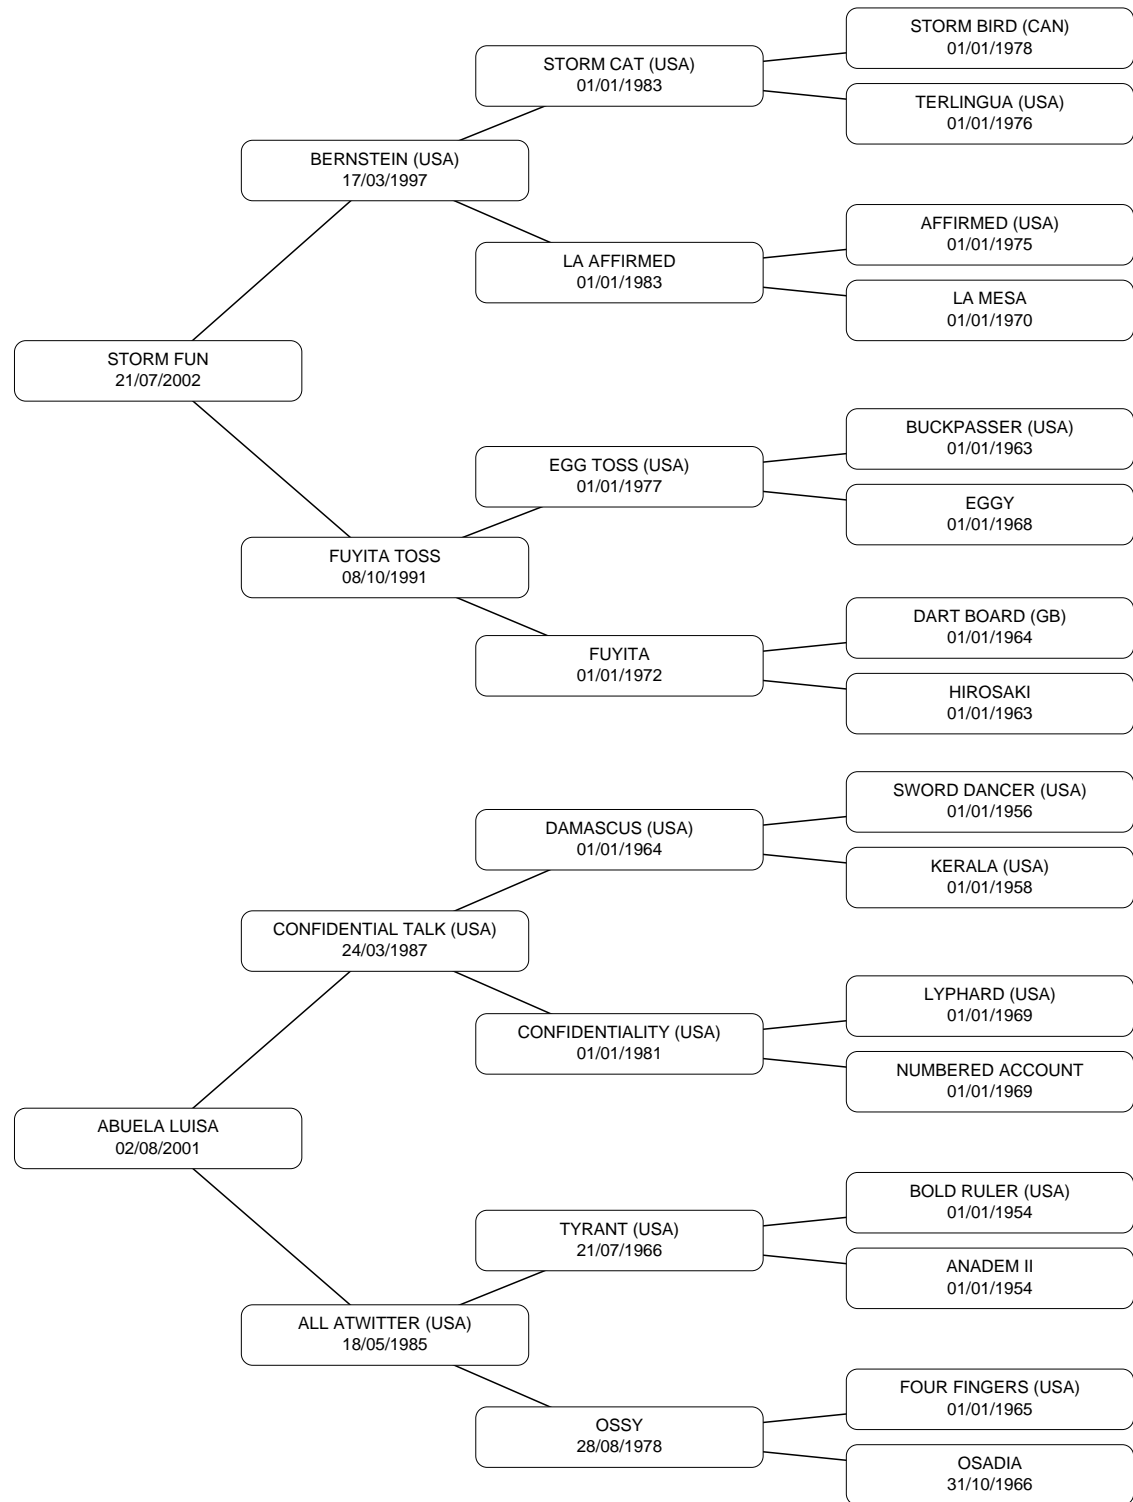 STORM BIRD (CAN)
01/01/1978
STORM CAT (USA)
01/01/1983
TERLINGUA (USA)
01/01/1976
BERNSTEIN (USA)
17/03/1997
AFFIRMED (USA)
01/01/1975
LA AFFIRMED
01/01/1983
LA MESA
01/01/1970
STORM FUN
21/07/2002
BUCKPASSER (USA)
01/01/1963
EGG TOSS (USA)
01/01/1977
EGGY
01/01/1968
FUYITA TOSS
08/10/1991
DART BOARD (GB)
01/01/1964
FUYITA
01/01/1972
HIROSAKI
01/01/1963
SWORD DANCER (USA)
01/01/1956
DAMASCUS (USA)
01/01/1964
KERALA (USA)
01/01/1958
CONFIDENTIAL TALK (USA)
24/03/1987
LYPHARD (USA)
01/01/1969
CONFIDENTIALITY (USA)
01/01/1981
NUMBERED ACCOUNT
01/01/1969
ABUELA LUISA
02/08/2001
BOLD RULER (USA)
01/01/1954
TYRANT (USA)
21/07/1966
ANADEM II
01/01/1954
ALL ATWITTER (USA)
18/05/1985
FOUR FINGERS (USA)
01/01/1965
OSSY
28/08/1978
OSADIA
31/10/1966